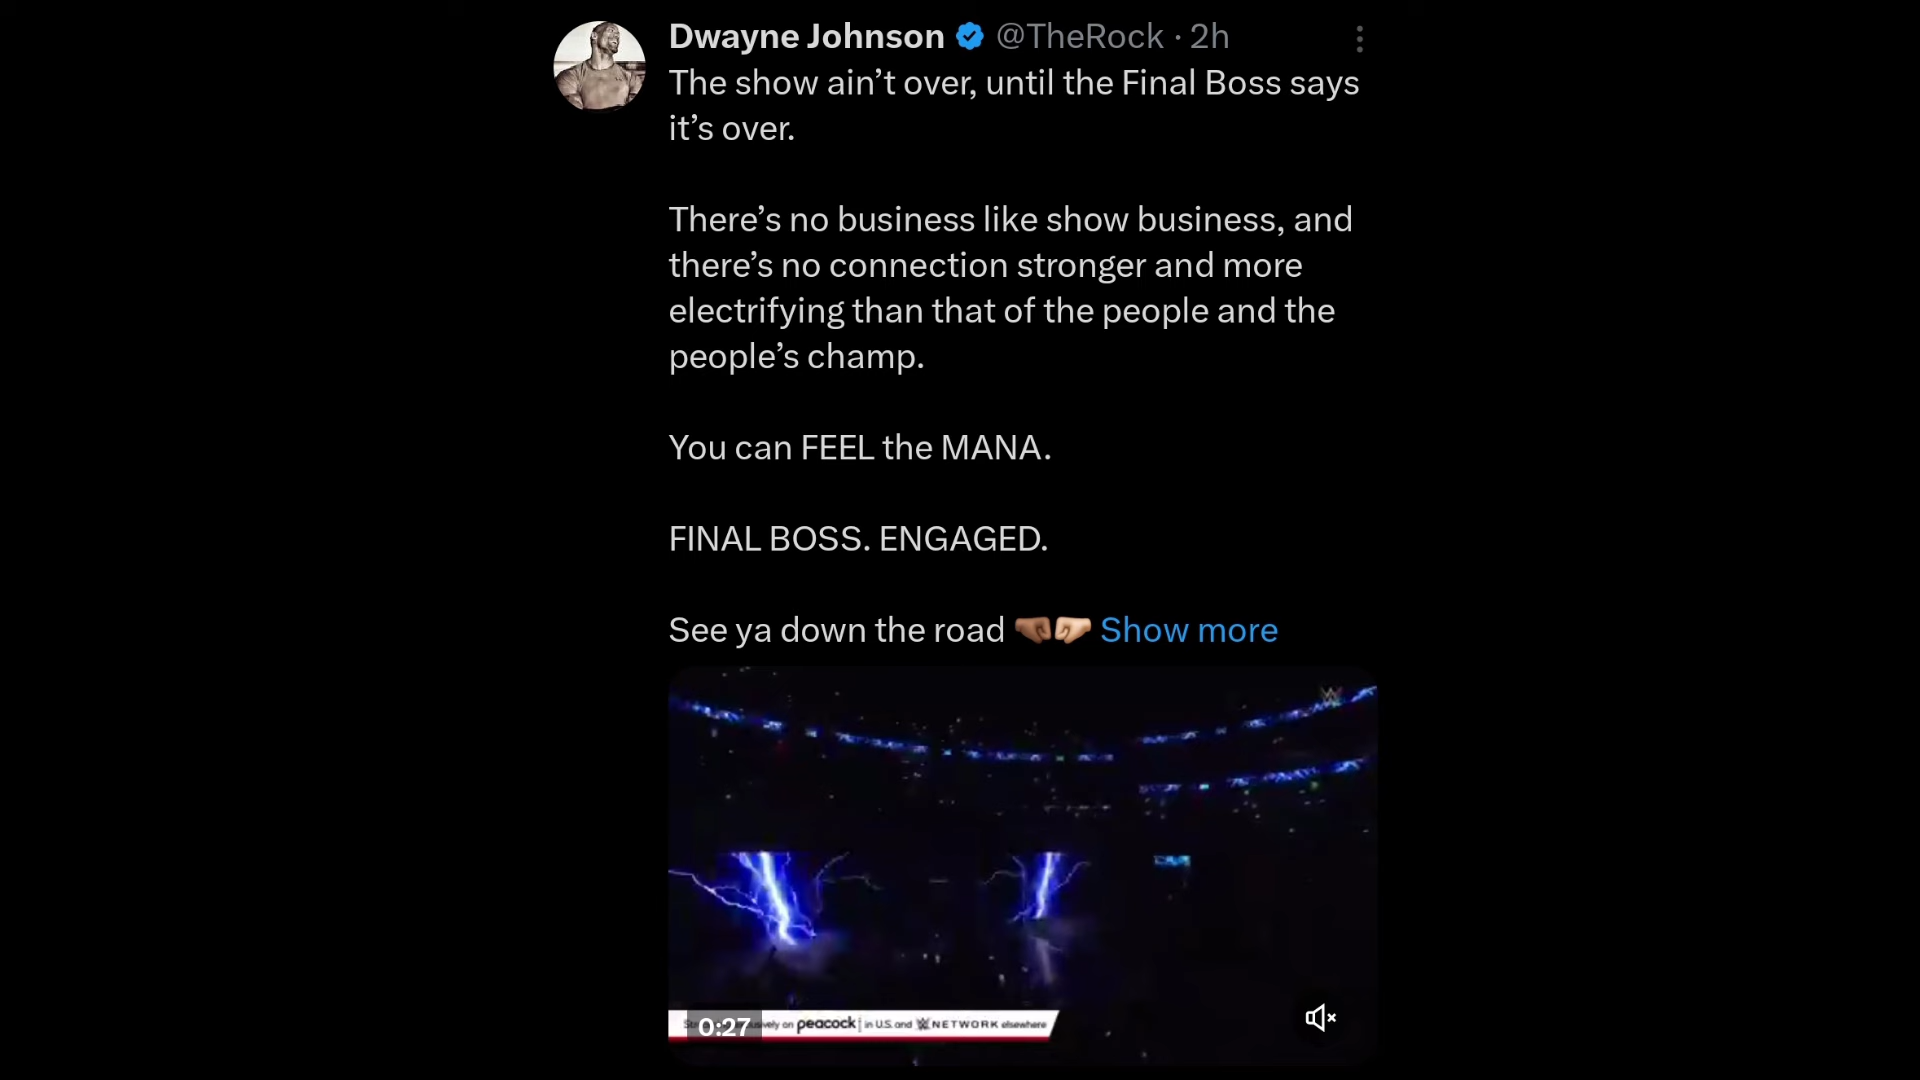 Dwayne Johnson @TheRock · 2h
The show ain’t over, until the Final Boss says
it’s over.
There’s no business like show business, and
there’s no connection stronger and more
electrifying than that of the people and the
people’s champ.
You can FEEL the MANA.
FINAL BOSS. ENGAGED.
See ya down the road 🤜🏾🤛🏼 Show more
W
0:27 peacock in U.S. and W NETWORK elsewhere